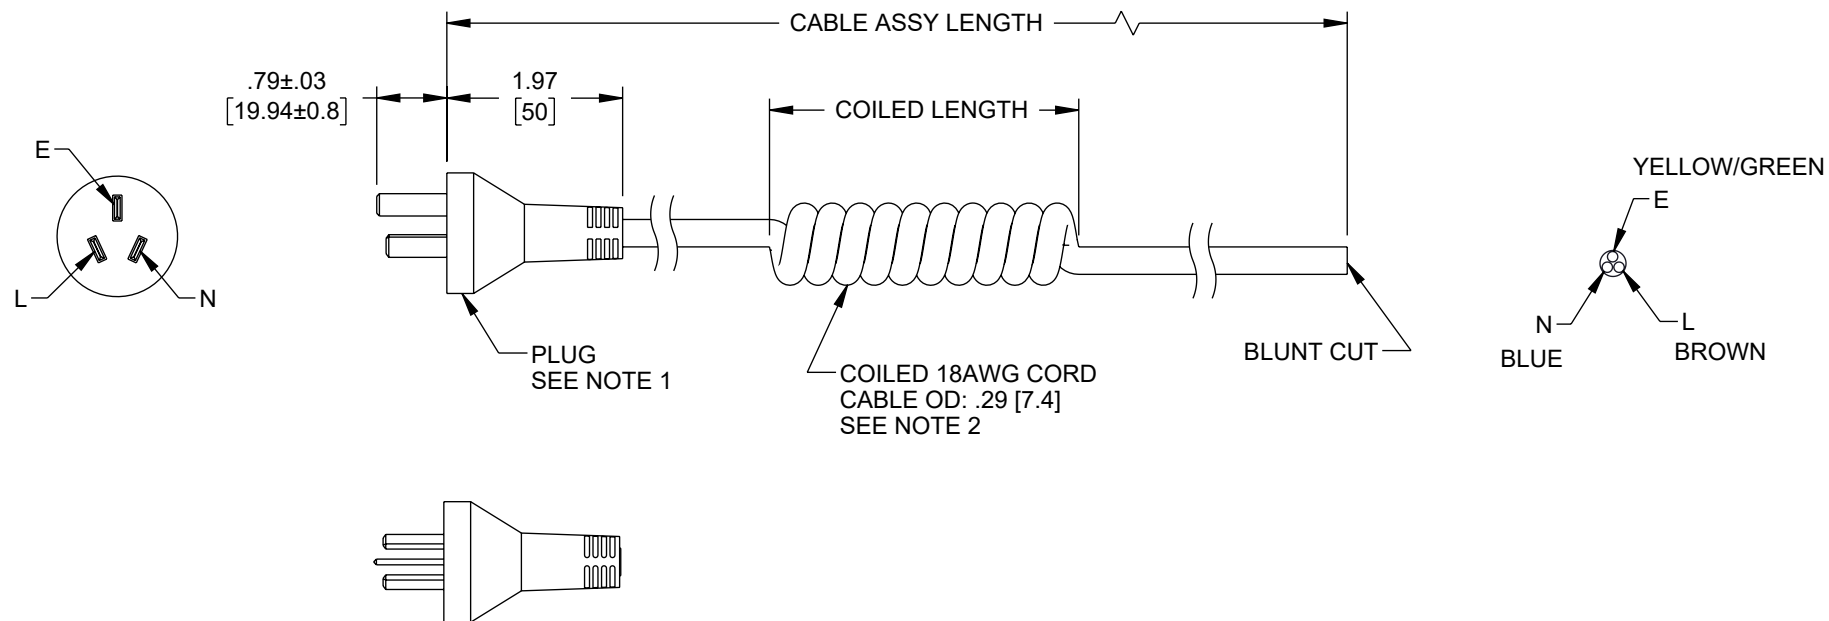 CABLE ASSY LENGTH
.79±.03
[19.94±0.8]
1.97
[50]
COILED LENGTH
E
L
N
PLUG
SEE NOTE 1
COILED 18AWG CORD
CABLE OD: .29 [7.4]
SEE NOTE 2
BLUNT CUT
YELLOW/GREEN
E
N
BLUE
L
BROWN